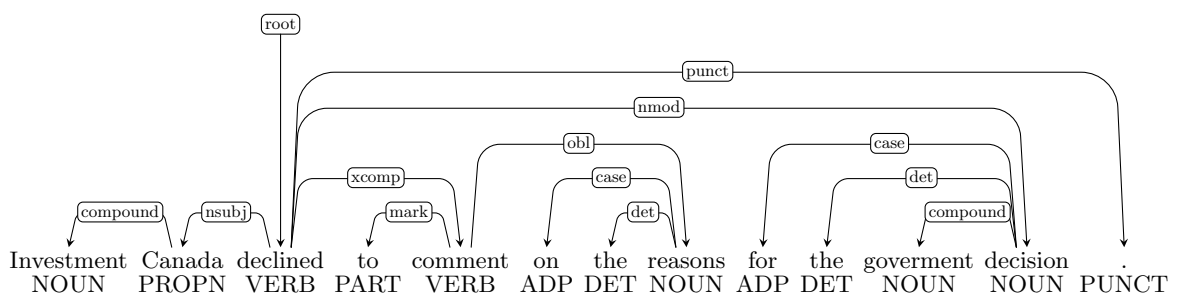 root
punct
nmod
obl case
xcomp case det
compound nsubj mark det compound
Investment Canada declined to comment on the reasons for the goverment decision .
NOUN PROPN VERB PART VERB ADP DET NOUN ADP DET NOUN NOUN PUNCT